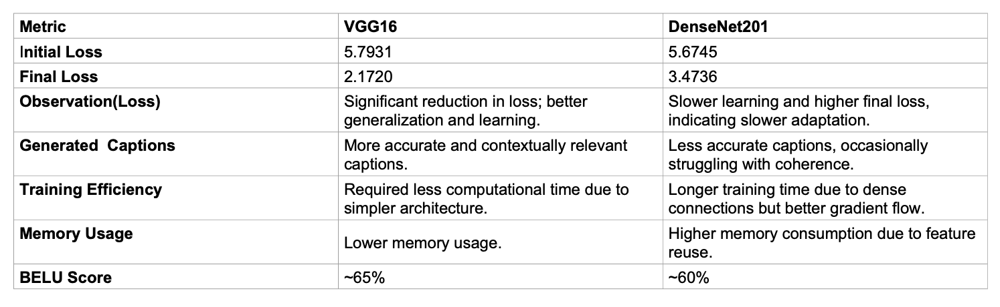 Metric VGG16 DenseNet201
Initial Loss 5.7931 5.6745
Final Loss 2.1720 3.4736
Observation(Loss) Significant reduction in loss; better Slower learning and higher final loss,
generalization and learning. indicating slower adaptation.
Generated  Captions More accurate and contextually relevant Less accurate captions, occasionally
captions. struggling with coherence.
Training Efficiency Required less computational time due to Longer training time due to dense
simpler architecture. connections but better gradient flow.
Memory Usage Lower memory usage. Higher memory consumption due to feature
reuse.
BELU Score ~65% ~60%